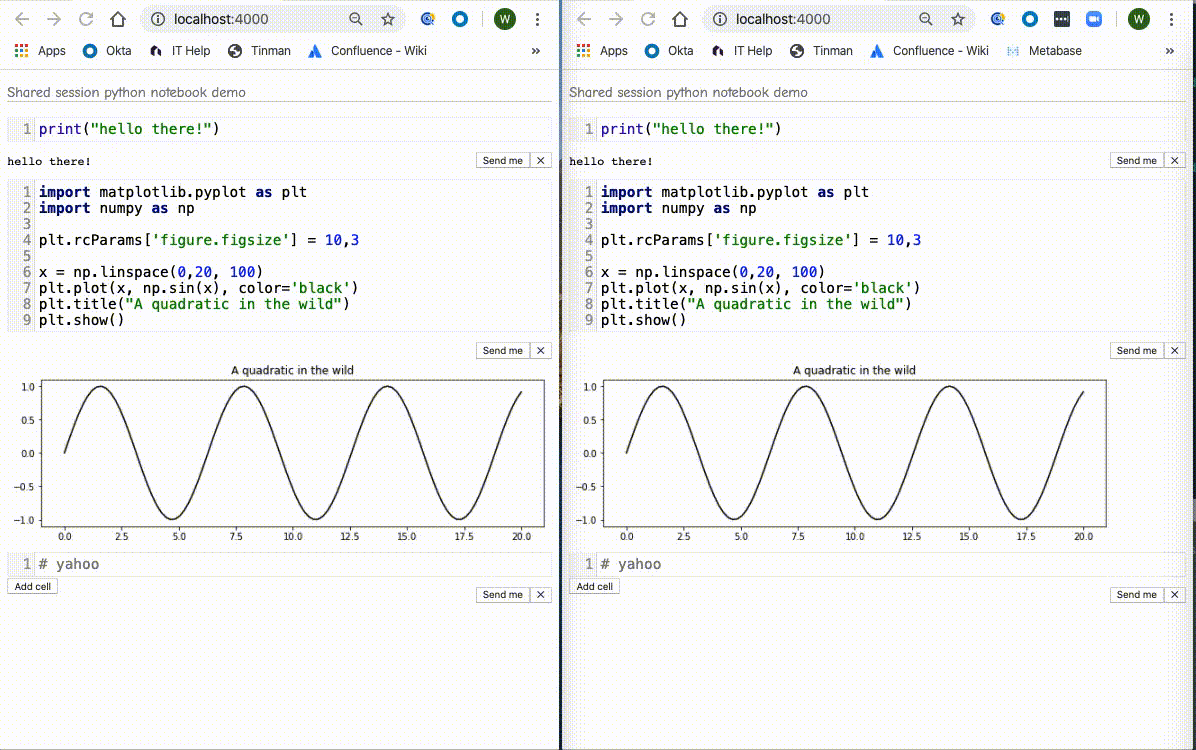 localhost:4000
W
Apps Okta IT Help Tinman Confluence - Wiki »
Shared session python notebook demo
1 print("hello there!")
hello there!
Send me ×
1 import matplotlib.pyplot as plt
2 import numpy as np
3
4 plt.rcParams['figure.figsize'] = 10,3
5
6 x = np.linspace(0,20, 100)
7 plt.plot(x, np.sin(x), color='black')
8 plt.title("A quadratic in the wild")
9 plt.show()
Send me ×
A quadratic in the wild
1.0
0.5
0.0
−0.5
−1.0
0.0 2.5 5.0 7.5 10.0 12.5 15.0 17.5 20.0
1 # yahoo
Add cell
Send me ×
localhost:4000
W
Apps Okta IT Help Tinman Confluence - Wiki Metabase »
Shared session python notebook demo
1 print("hello there!")
hello there!
Send me ×
1 import matplotlib.pyplot as plt
2 import numpy as np
3
4 plt.rcParams['figure.figsize'] = 10,3
5
6 x = np.linspace(0,20, 100)
7 plt.plot(x, np.sin(x), color='black')
8 plt.title("A quadratic in the wild")
9 plt.show()
Send me ×
A quadratic in the wild
1.0
0.5
0.0
−0.5
−1.0
0.0 2.5 5.0 7.5 10.0 12.5 15.0 17.5 20.0
1 # yahoo
Add cell
Send me ×